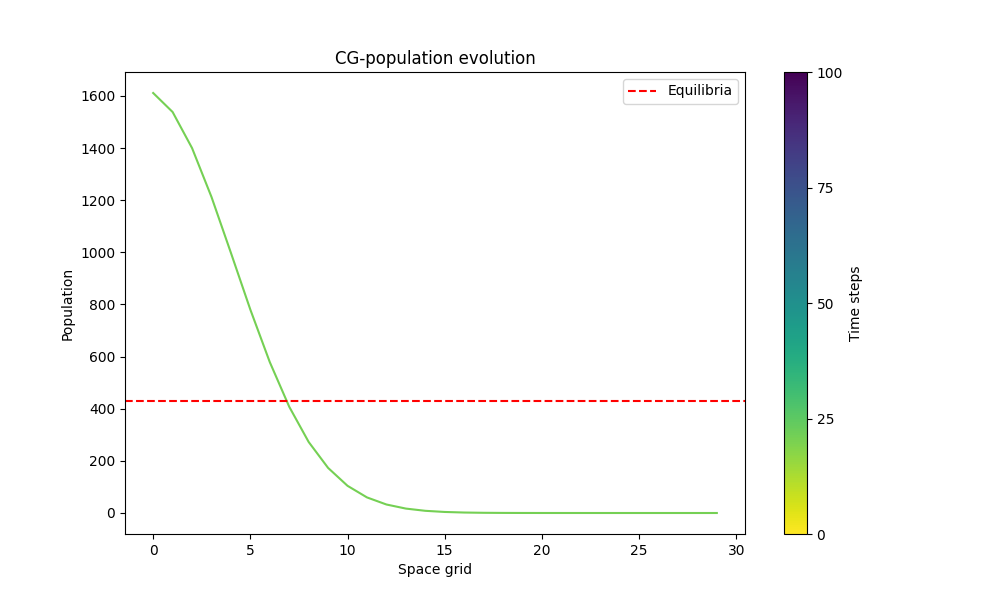 CG-population evolution
Equilibria
Population
1600
1400
1200
1000
800
600
400
200
0
0 5 10 15 20 25 30
Space grid
100
75
50
25
0
Time steps